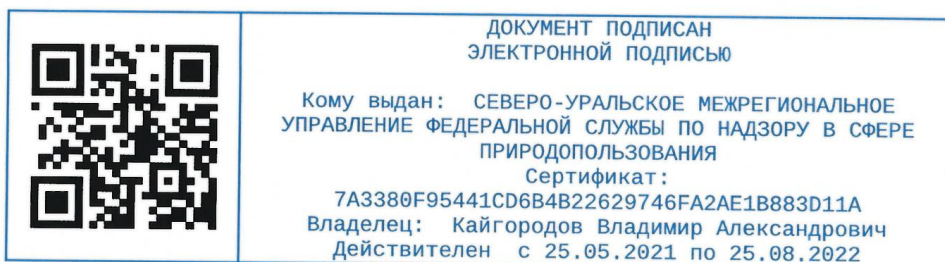 ДОКУМЕНТ ПОДПИСАН
ЭЛЕКТРОННОЙ ПОДПИСЬЮ
Кому выдан: СЕВЕРО-УРАЛЬСКОЕ МЕЖРЕГИОНАЛЬНОЕ
УПРАВЛЕНИЕ ФЕДЕРАЛЬНОЙ СЛУЖБЫ ПО НАДЗОРУ В СФЕРЕ
ПРИРОДОПОЛЬЗОВАНИЯ
Сертификат:
7A3380F95441CD6B4B22629746FA2AE1B883D11A
Владелец: Кайгородов Владимир Александрович
Действителен с 25.05.2021 по 25.08.2022